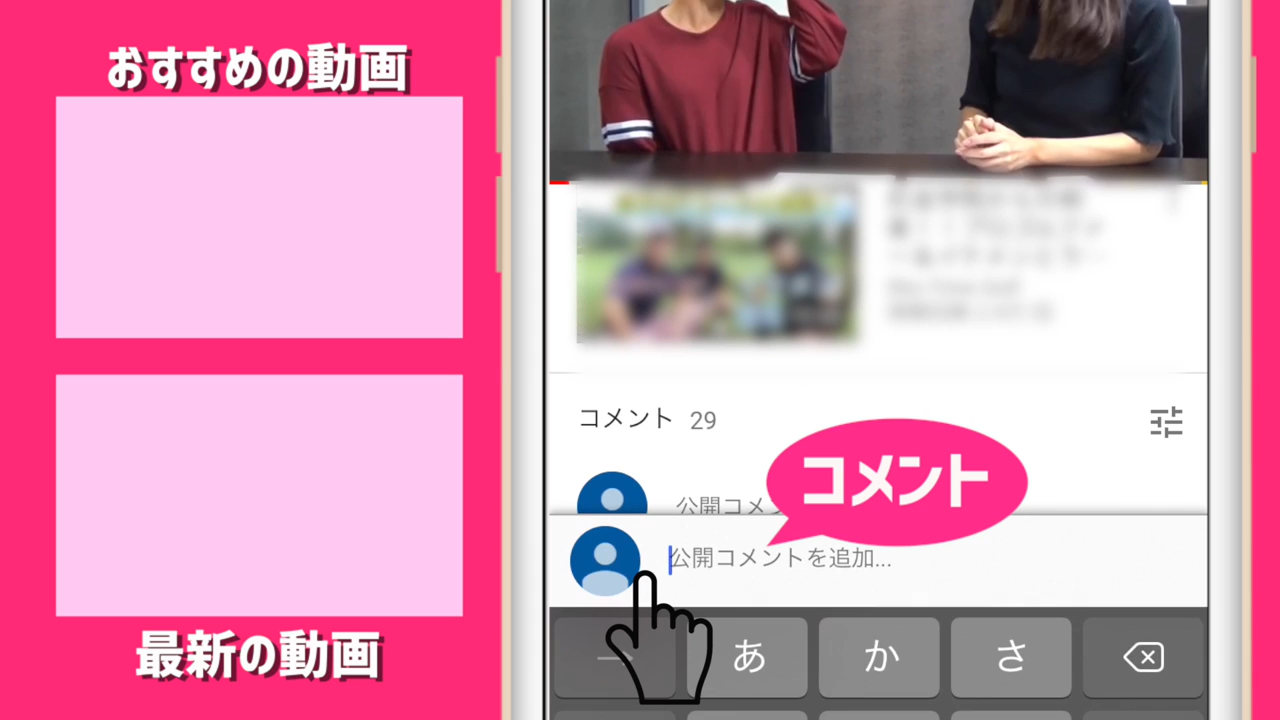 おすすめの動画
最新の動画
コメント 29
コメント
公開コメ
公開コメントを追加...
→
あ
か
さ